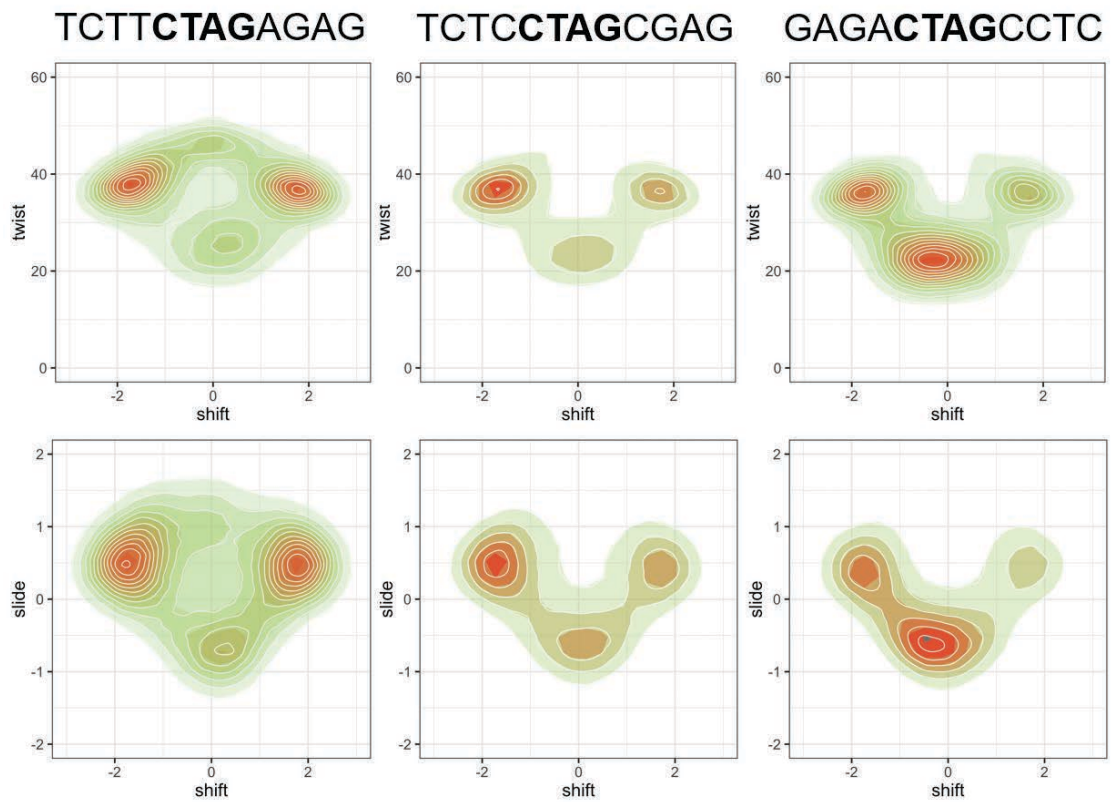 TCTTCTAGAGAG TCTCCTAGCGAG GAGACTAGCCTC
60 60 60
40 40 40
twist twist twist
20 20 20
0 0 0
-2 0 2 -2 0 2 -2 0 2
shift shift shift
2 2 2
1 1 1
slide slide slide
0 0 0
-1 -1 -1
-2 -2 -2
-2 0 2 -2 0 2 -2 0 2
shift shift shift